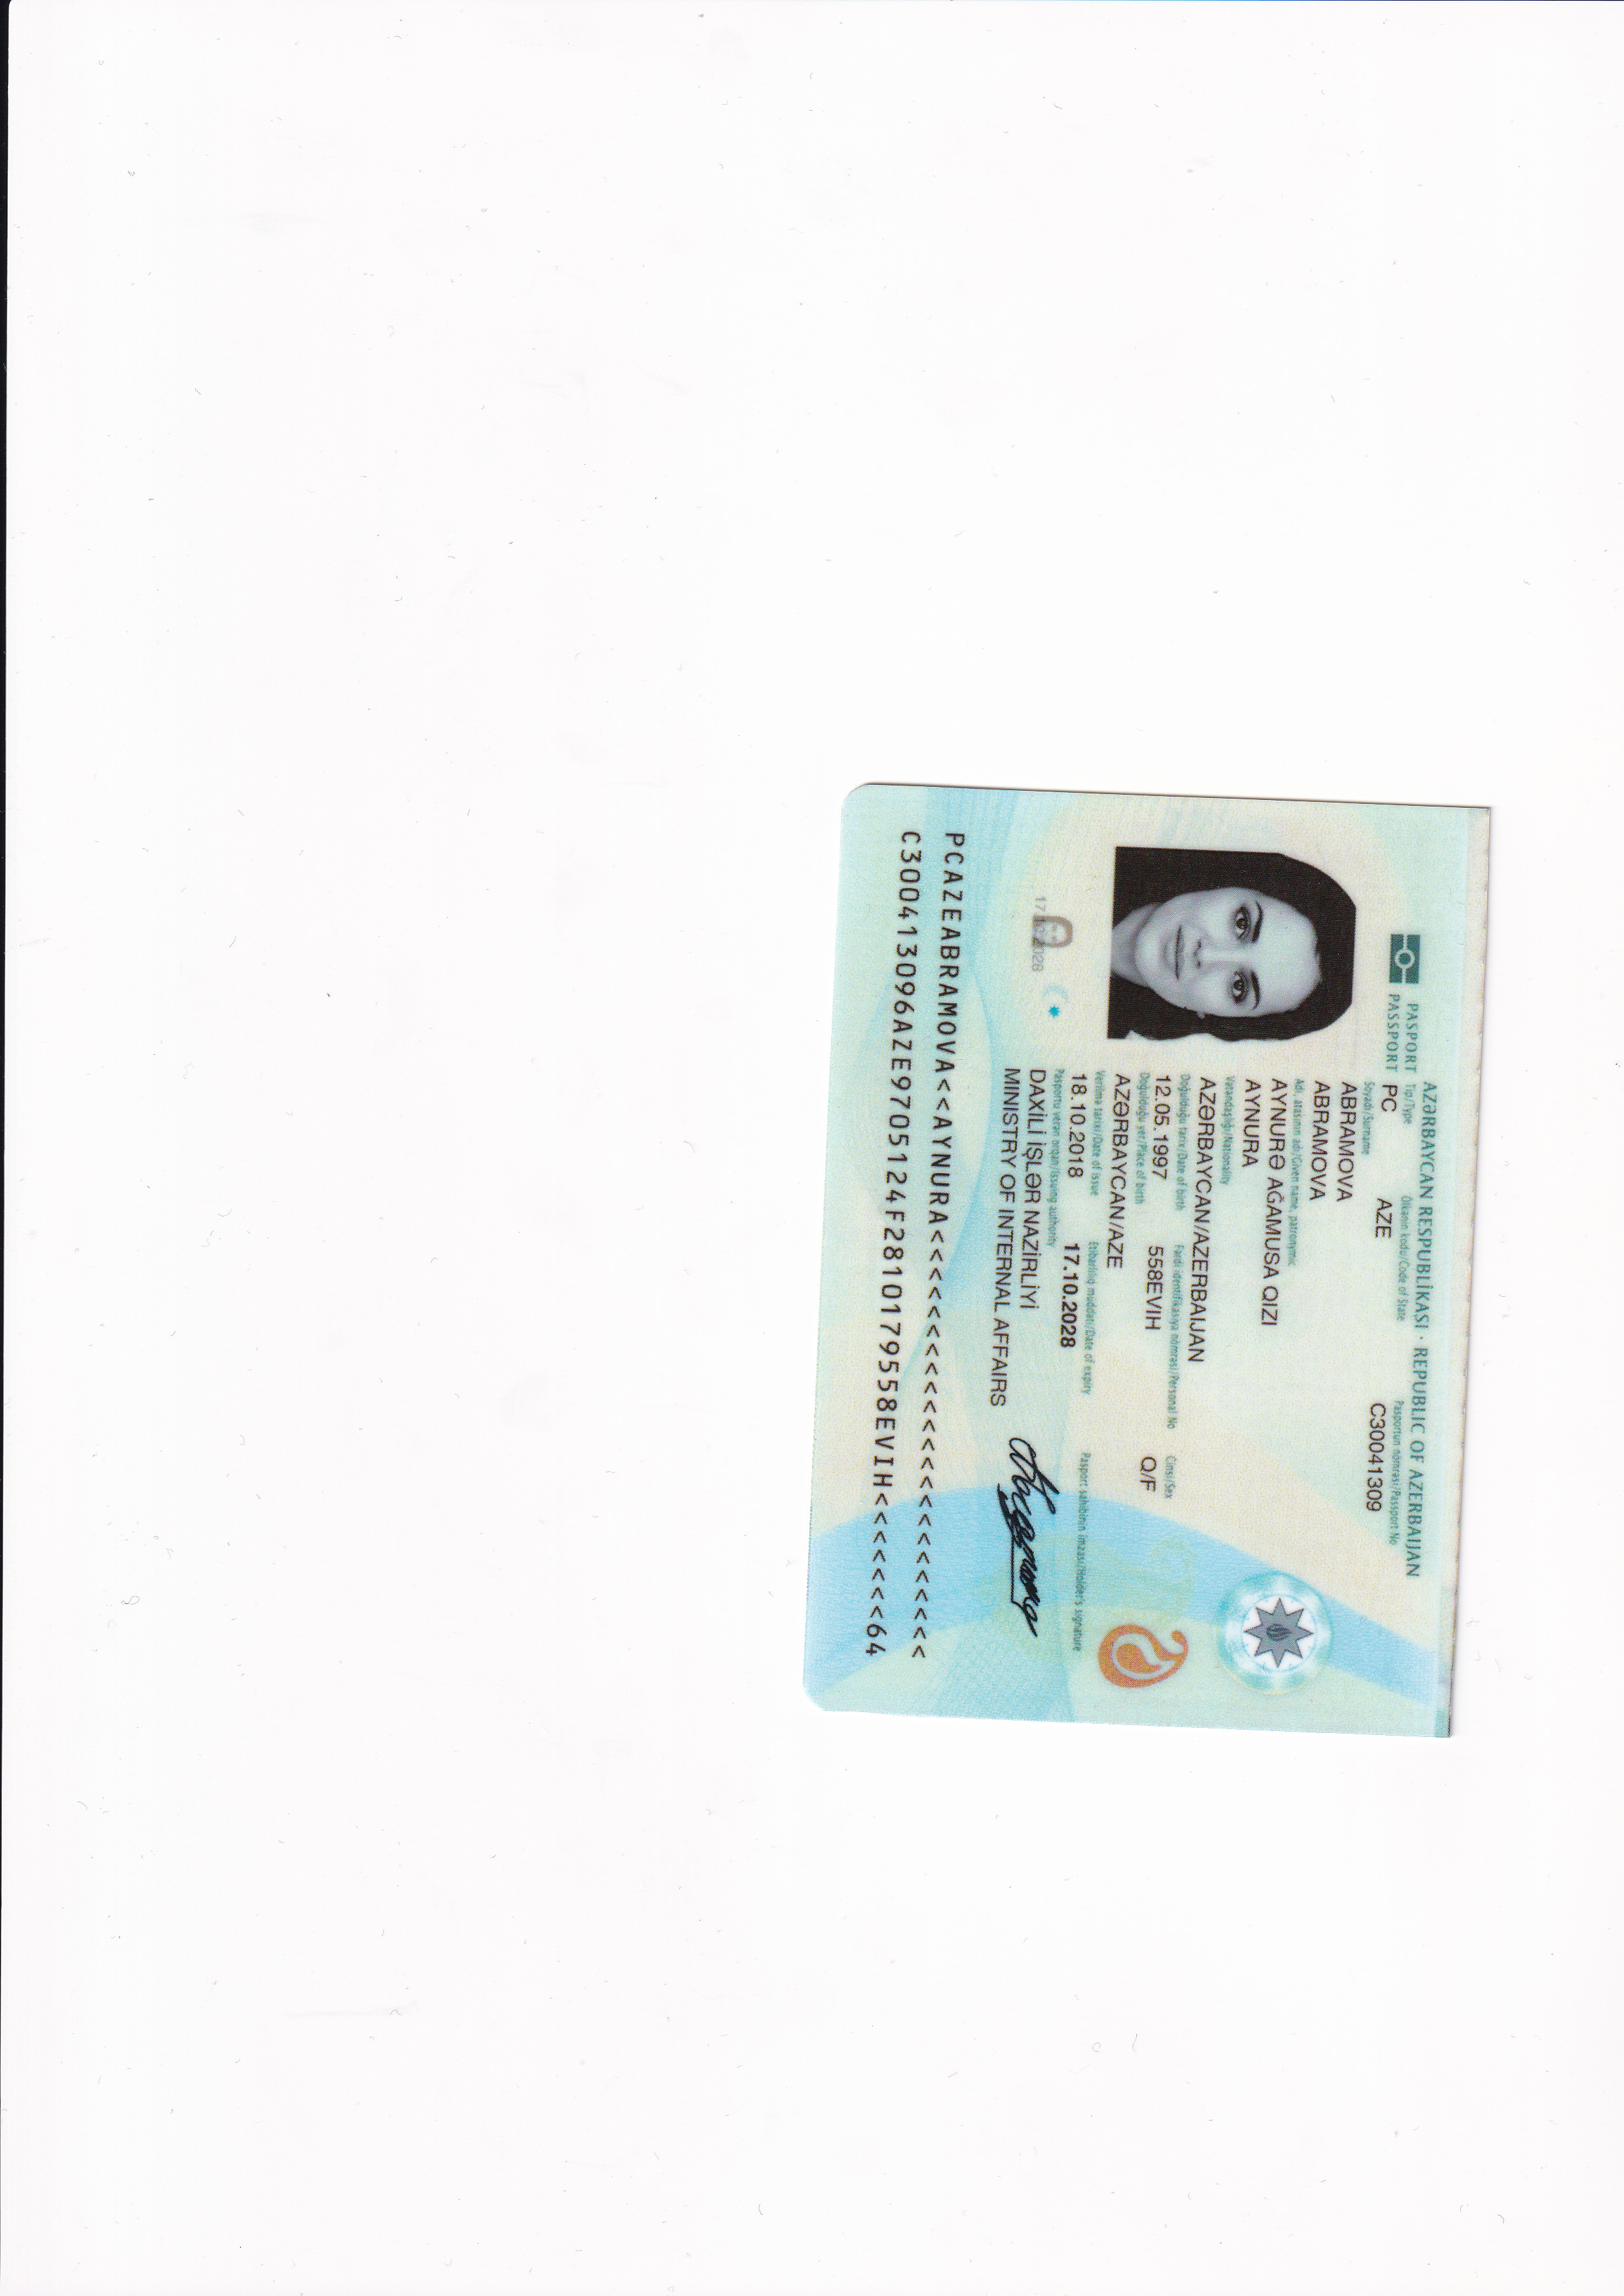 AZƏRBAYCAN RESPUBLİKASI · REPUBLIC OF AZERBAIJAN
PASPORT Tip/Type Ölkənin kodu/Code of State Pasportun nömrəsi/Passport No
PASSPORT PC AZE C30041309
Soyadı/Surname
ABRAMOVA
ABRAMOVA
Adı, atasının adı/Given name, patronymic
AYNURƏ AĞAMUSA QIZI
AYNURA
Vətəndaşlığı/Nationality
AZƏRBAYCAN/AZERBAIJAN
Doğulduğu tarix/Date of birth Fərdi identifikasiya nömrəsi/Personal No Cinsi/Sex
12.05.1997 558EVIH Q/F
Doğulduğu yer/Place of birth
AZƏRBAYCAN/AZE
Verilmə tarixi/Date of issue Etibarlılıq müddəti/Date of expiry Pasport sahibinin imzası/Holder's signature
18.10.2018 17.10.2028
Pasportu verən orqan/Issuing authority
DAXİLİ İŞLƏR NAZİRLİYİ
MINISTRY OF INTERNAL AFFAIRS
PCAZEABRAMOVA<<AYNURA<<<<<<<<<<<<<<<<<<<<<<<
C300413096AZE9705124F2810179558EVIH<<<<<<<64